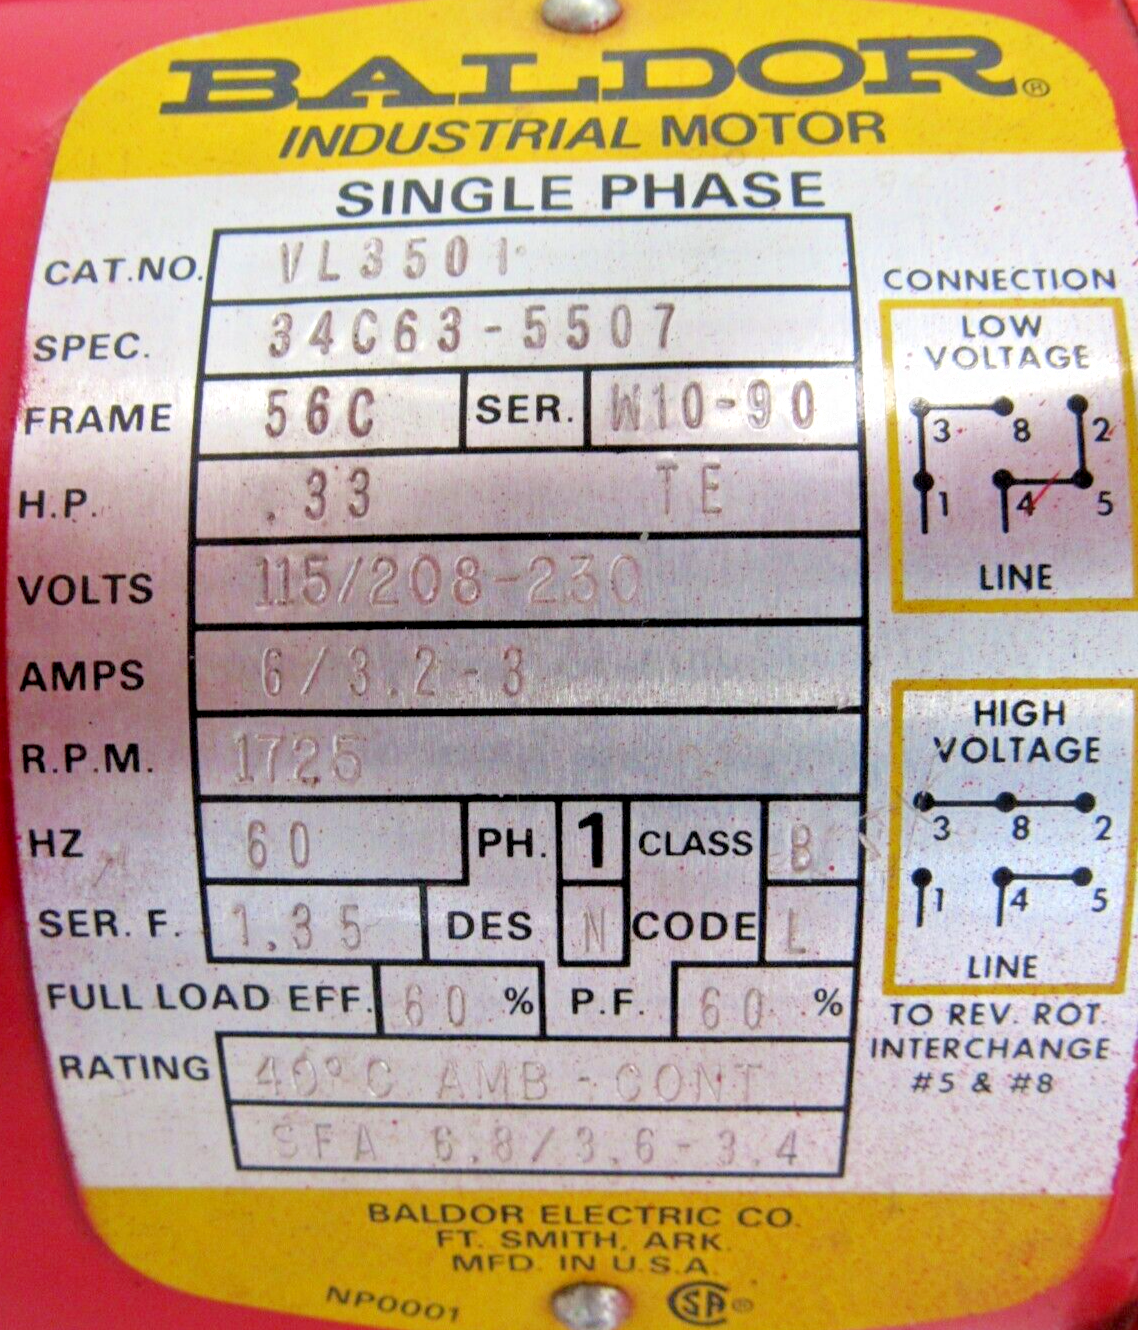 BALDOR®
INDUSTRIAL MOTOR
SINGLE PHASE
CAT.NO. VL3501
SPEC. 34C63-5507
FRAME 56C SER. W10-90
H.P. .33 TE
VOLTS 115/208-230
AMPS 6/3.2-3
R.P.M. 1725
HZ 60 PH. 1 CLASS B
SER. F. 1.35 DES N CODE L
FULL LOAD EFF. 60 % P.F. 60 %
RATING 40°C AMB-CONT
SFA 6.8/3.6-3.4
CONNECTION
LOW
VOLTAGE
3 8 2
1 4 5
LINE
HIGH
VOLTAGE
3 8 2
1 4 5
LINE
TO REV. ROT.
INTERCHANGE
#5 & #8
BALDOR ELECTRIC CO.
FT. SMITH, ARK.
MFD. IN U.S.A.
NP0001 SA®